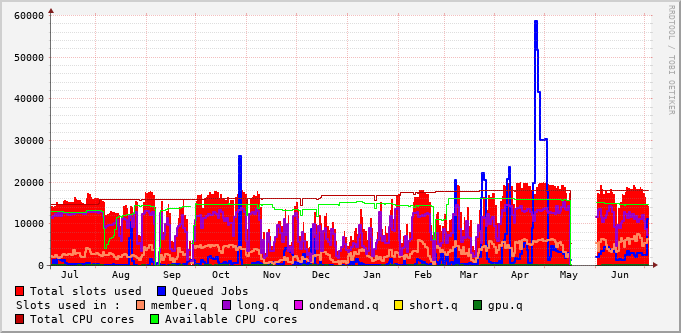 60000
50000
40000
30000
20000
10000
0
Jul Aug Sep Oct Nov Dec Jan Feb Mar Apr May Jun
RRDTOOL / TOBI OETIKER
Total slots used Queued Jobs
Slots used in : member.q long.q ondemand.q short.q gpu.q
Total CPU cores Available CPU cores